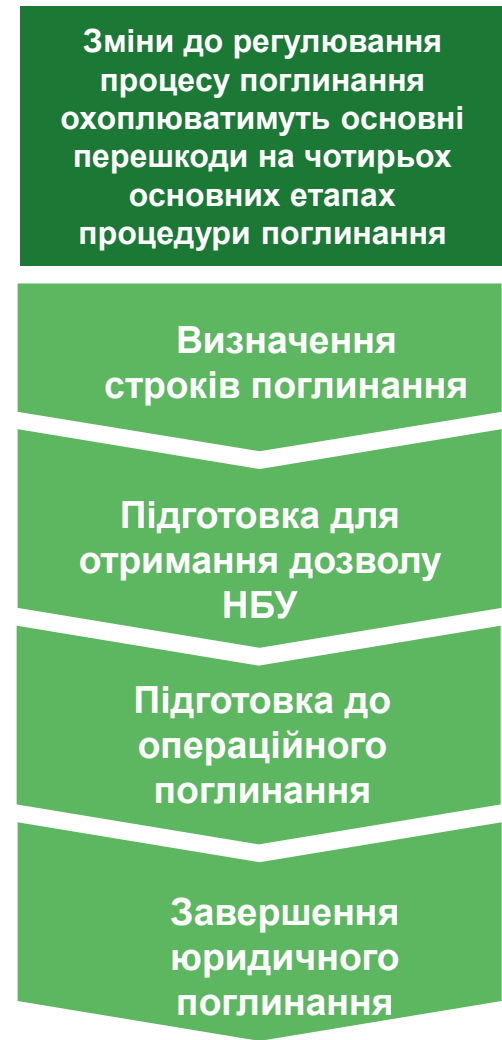 Зміни до регулювання
процесу поглинання
охоплюватимуть основні
перешкоди на чотирьох
основних етапах
процедури поглинання
Визначення
строків поглинання
Підготовка для
отримання дозволу
НБУ
Підготовка до
операційного
поглинання
Завершення
юридичного
поглинання